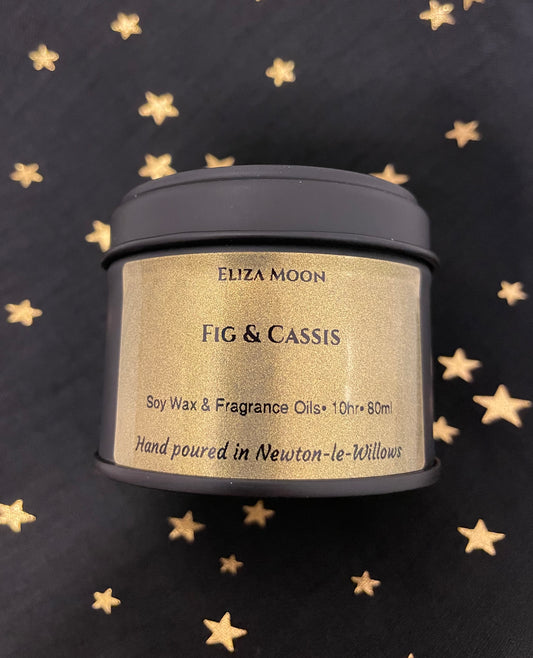 Eliza Moon
Fig & Cassis
Soy Wax & Fragrance Oils• 10hr• 80ml
Hand poured in Newton-le-Willows